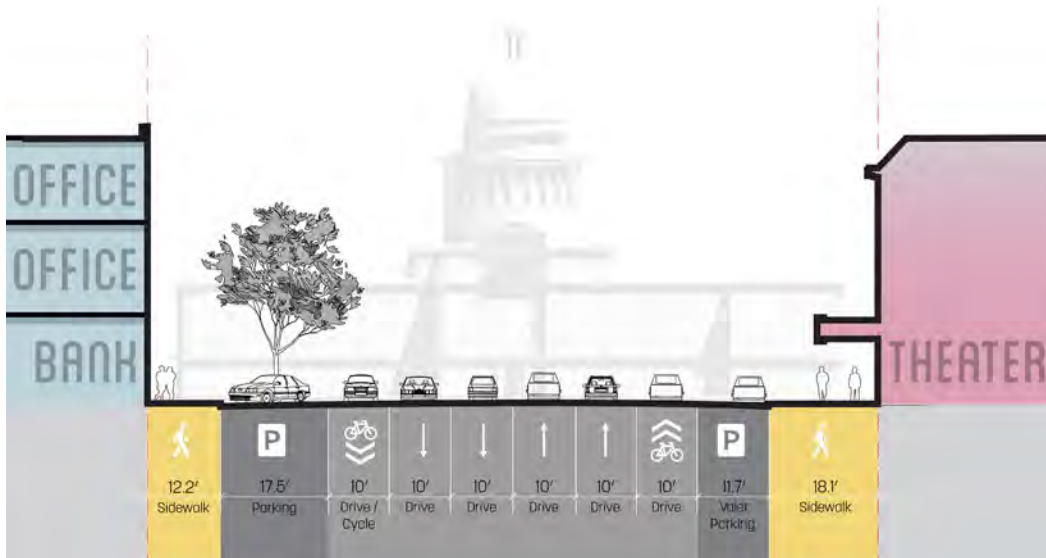 OFFICE
OFFICE
BANK
THEATER
P
P
12.2' 17.5' 10' 10' 10' 10' 10' 10' 11.7' 18.1'
Sidewalk Parking Drive / Drive Drive Drive Drive Drive Valet Sidewalk
Cycle Parking